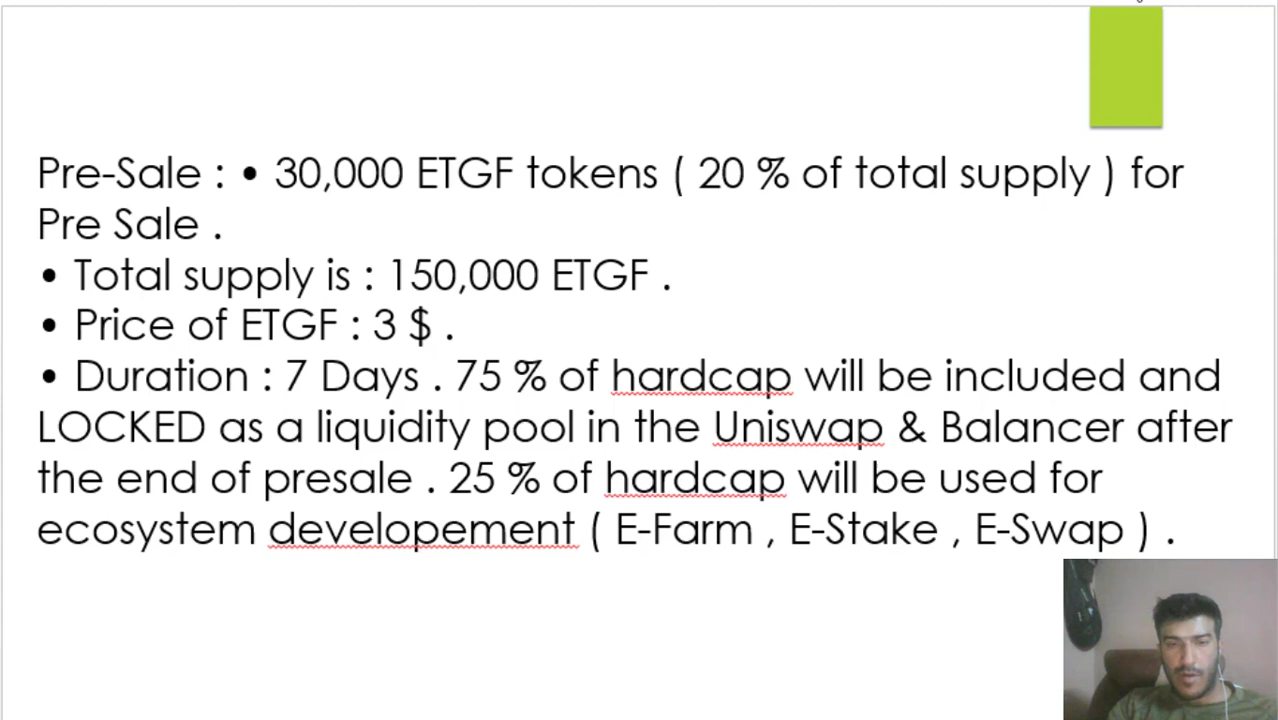 Pre-Sale : • 30,000 ETGF tokens ( 20 % of total supply ) for
Pre Sale .
• Total supply is : 150,000 ETGF .
• Price of ETGF : 3 $ .
• Duration : 7 Days . 75 % of hardcap will be included and
LOCKED as a liquidity pool in the Uniswap & Balancer after
the end of presale . 25 % of hardcap will be used for
ecosystem developement ( E-Farm , E-Stake , E-Swap ) .